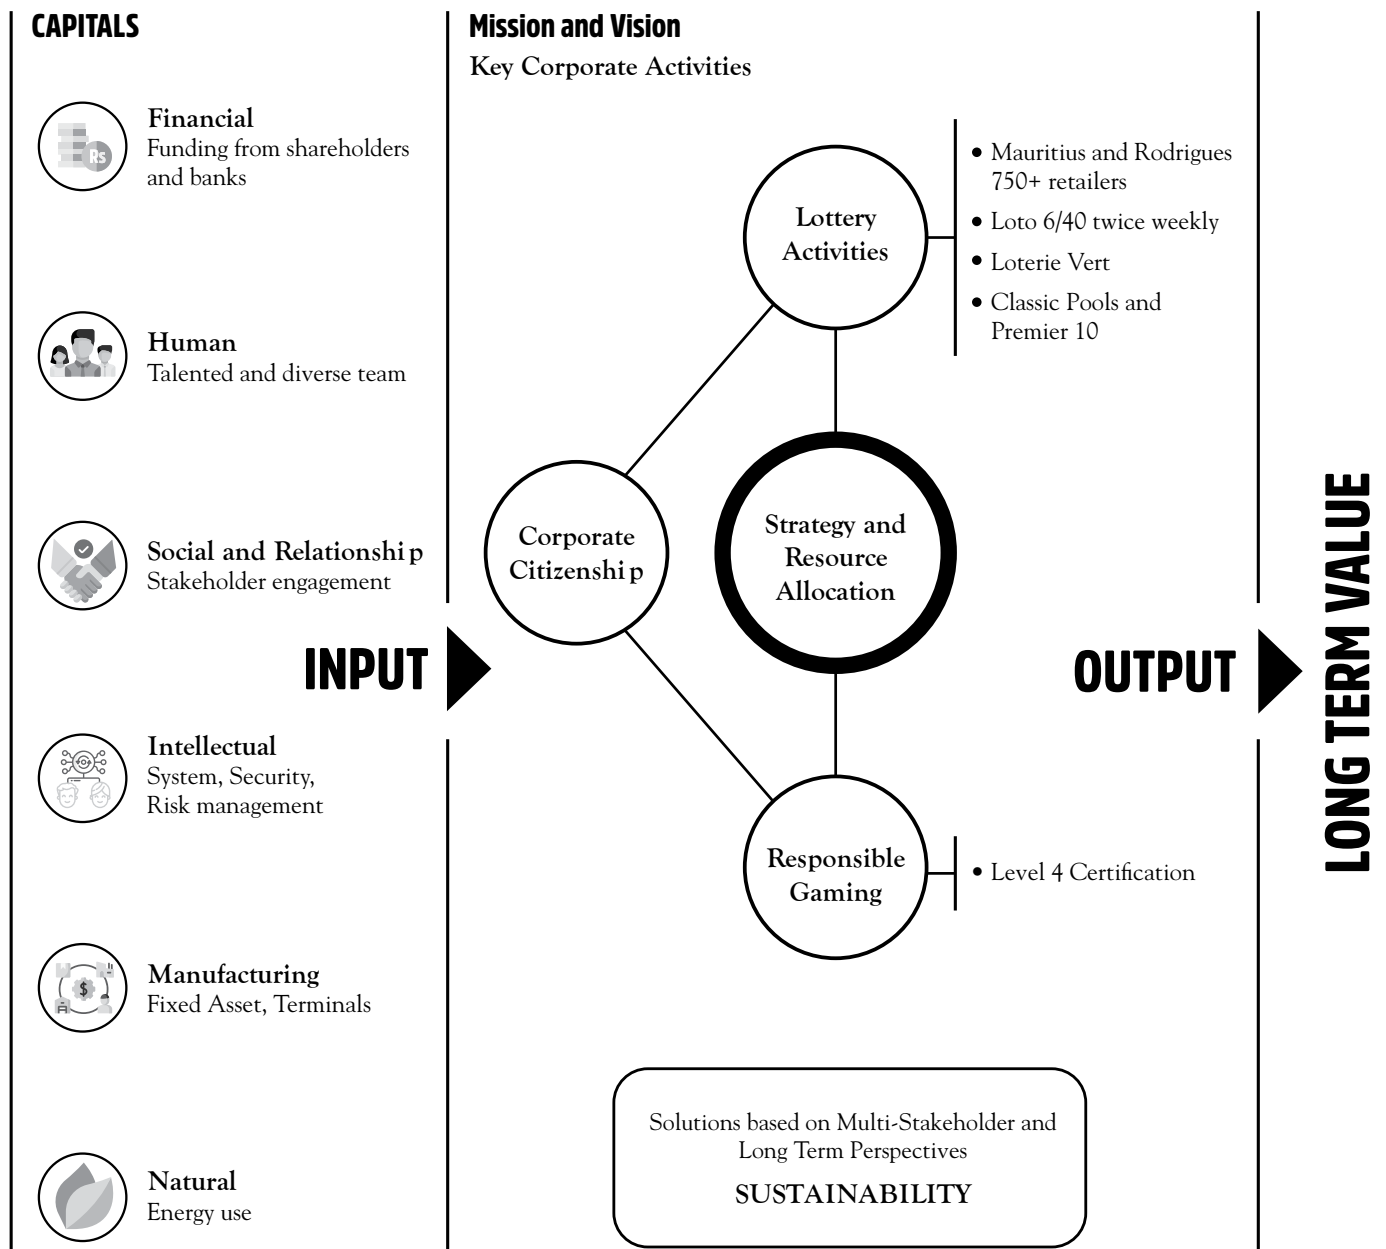 CAPITALS
Financial
Funding from shareholders
and banks
Rs
Human
Talented and diverse team
Social and Relationship
Stakeholder engagement
INPUT
Intellectual
System, Security,
Risk management
Manufacturing
Fixed Asset, Terminals
$
Natural
Energy use
Mission and Vision
Key Corporate Activities
Lottery
Activities
• Mauritius and Rodrigues
750+ retailers
• Loto 6/40 twice weekly
• Loterie Vert
• Classic Pools and
Premier 10
Corporate
Citizenship
Strategy and
Resource
Allocation
Responsible
Gaming
• Level 4 Certification
Solutions based on Multi-Stakeholder and
Long Term Perspectives
SUSTAINABILITY
OUTPUT
LONG TERM VALUE